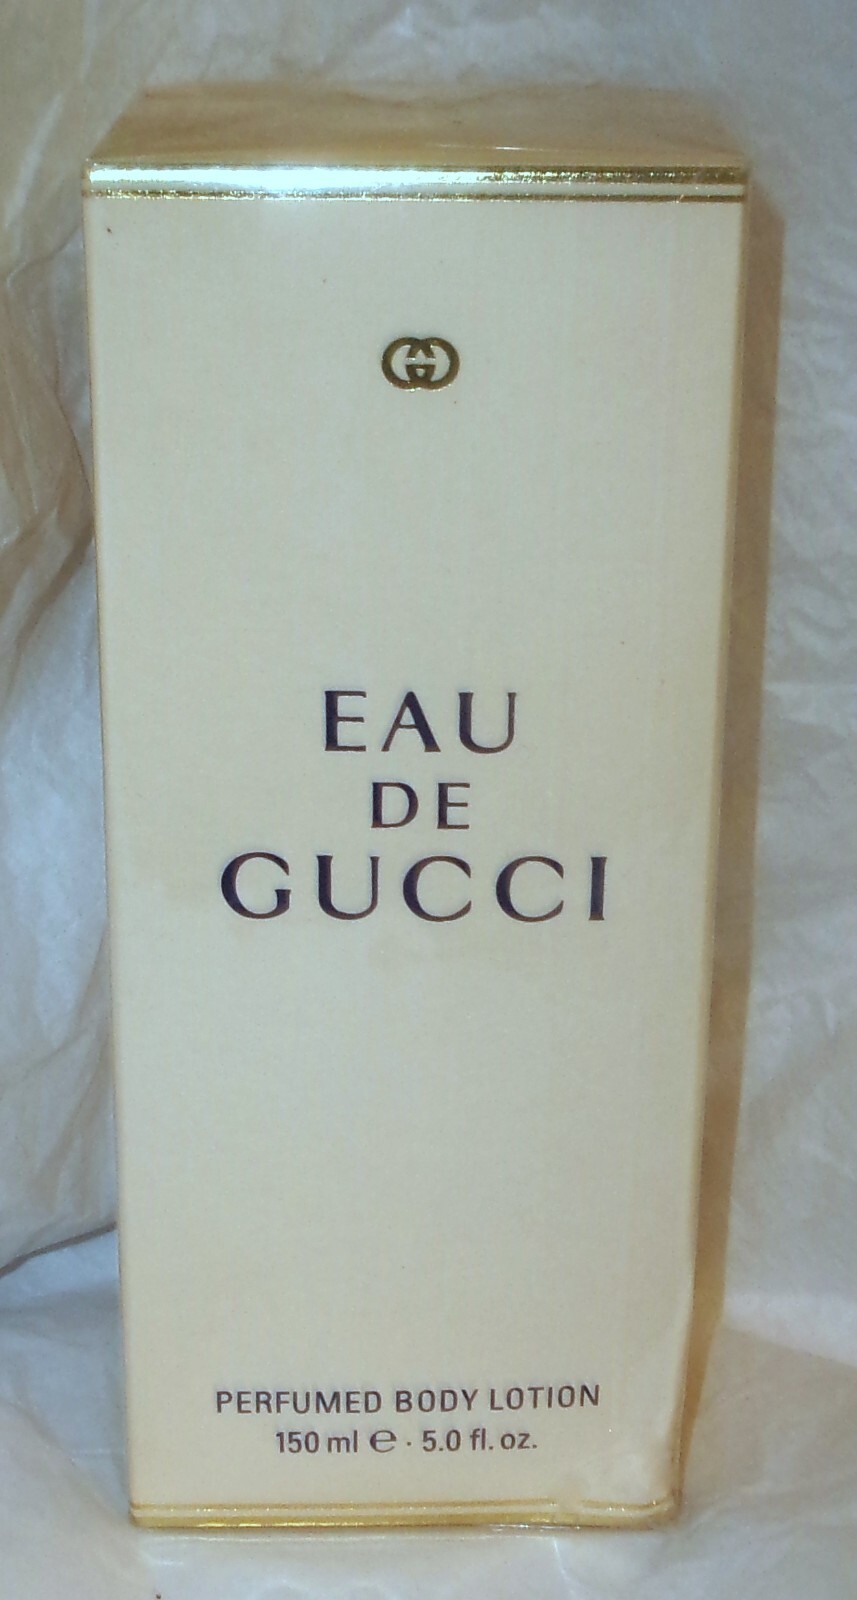 EAU
DE
GUCCI
PERFUMED BODY LOTION
150 ml ℮ · 5.0 fl. oz.